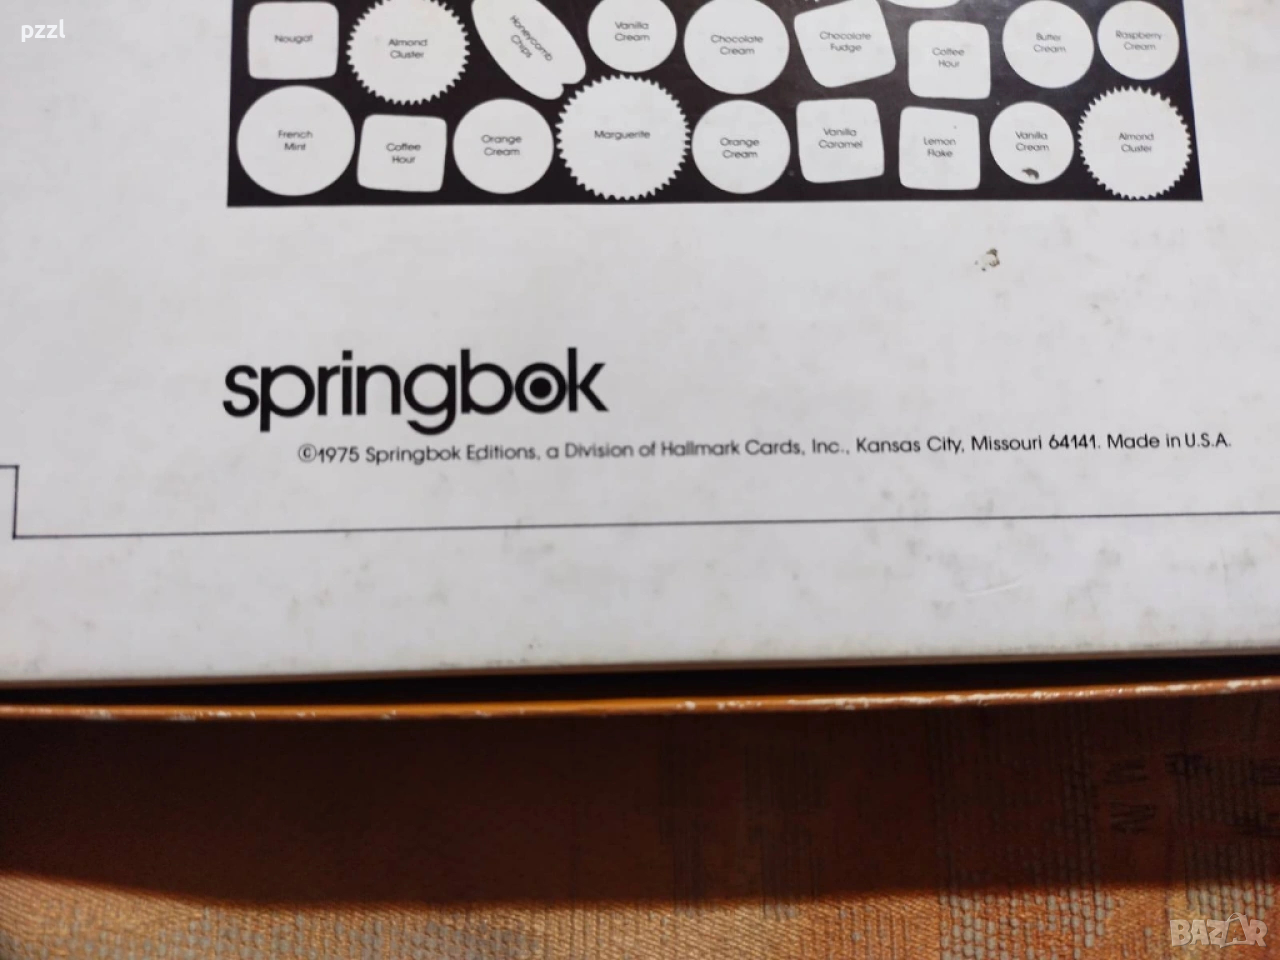 pzzl
Nougat
Almond
Cluster
Honeycomb
Chips
Vanilla
Cream
Chocolate
Cream
Chocolate
Fudge
Coffee
Hour
Butter
Cream
Raspberry
Cream
French
Mint
Coffee
Hour
Orange
Cream
Marguerite
Orange
Cream
Vanilla
Caramel
Lemon
Flake
Vanilla
Cream
Almond
Cluster
springbok
©1975 Springbok Editions, a Division of Hallmark Cards, Inc., Kansas City, Missouri 64141. Made in U.S.A.
BAZAR